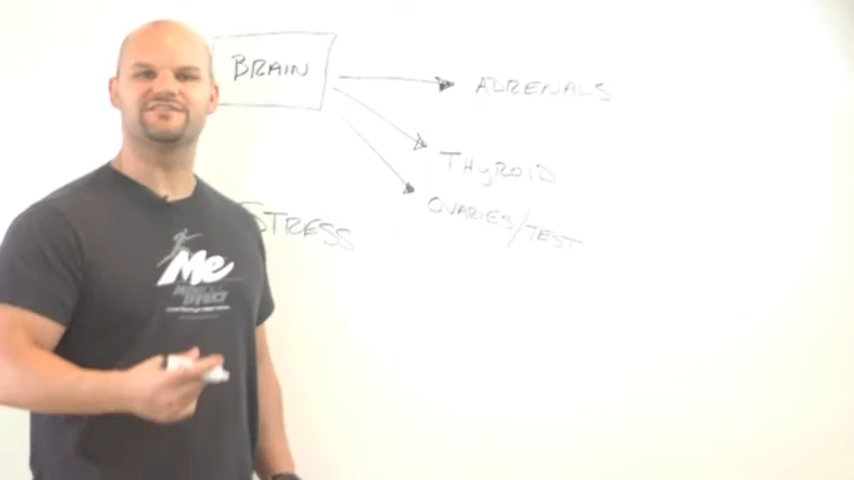 BRAIN
ADRENALS
THYROID
OVARIES/TEST
STRESS
Me